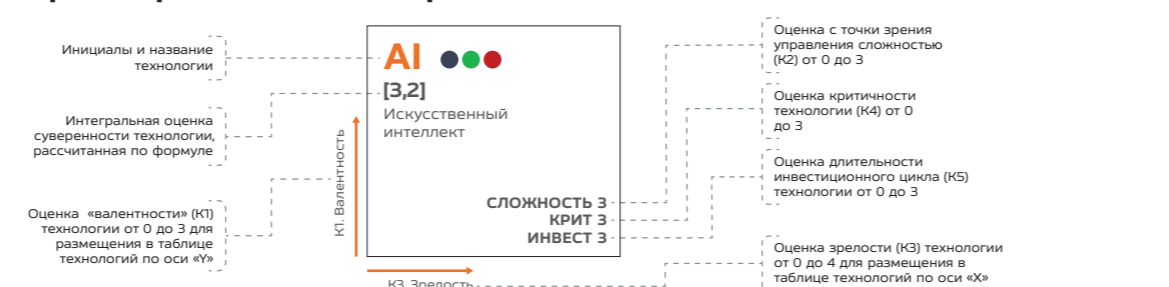 Инициалы и название
технологии
Интегральная оценка
суверенности технологии,
рассчитанная по формуле
Оценка «валентности» (К1)
технологии от 0 до 3 для
размещения в таблице
технологий по оси «Y»
К1. Валентность
AI
[3,2]
Искусственный
интеллект
СЛОЖНОСТЬ 3
КРИТ 3
ИНВЕСТ 3
К3. Зрелость
Оценка с точки зрения
управления сложностью
(К2) от 0 до 3
Оценка критичности
технологии (К4) от 0
до 3
Оценка длительности
инвестиционного цикла (К5)
технологии от 0 до 3
Оценка зрелости (К3) технологии
от 0 до 4 для размещения в
таблице технологий по оси «X»